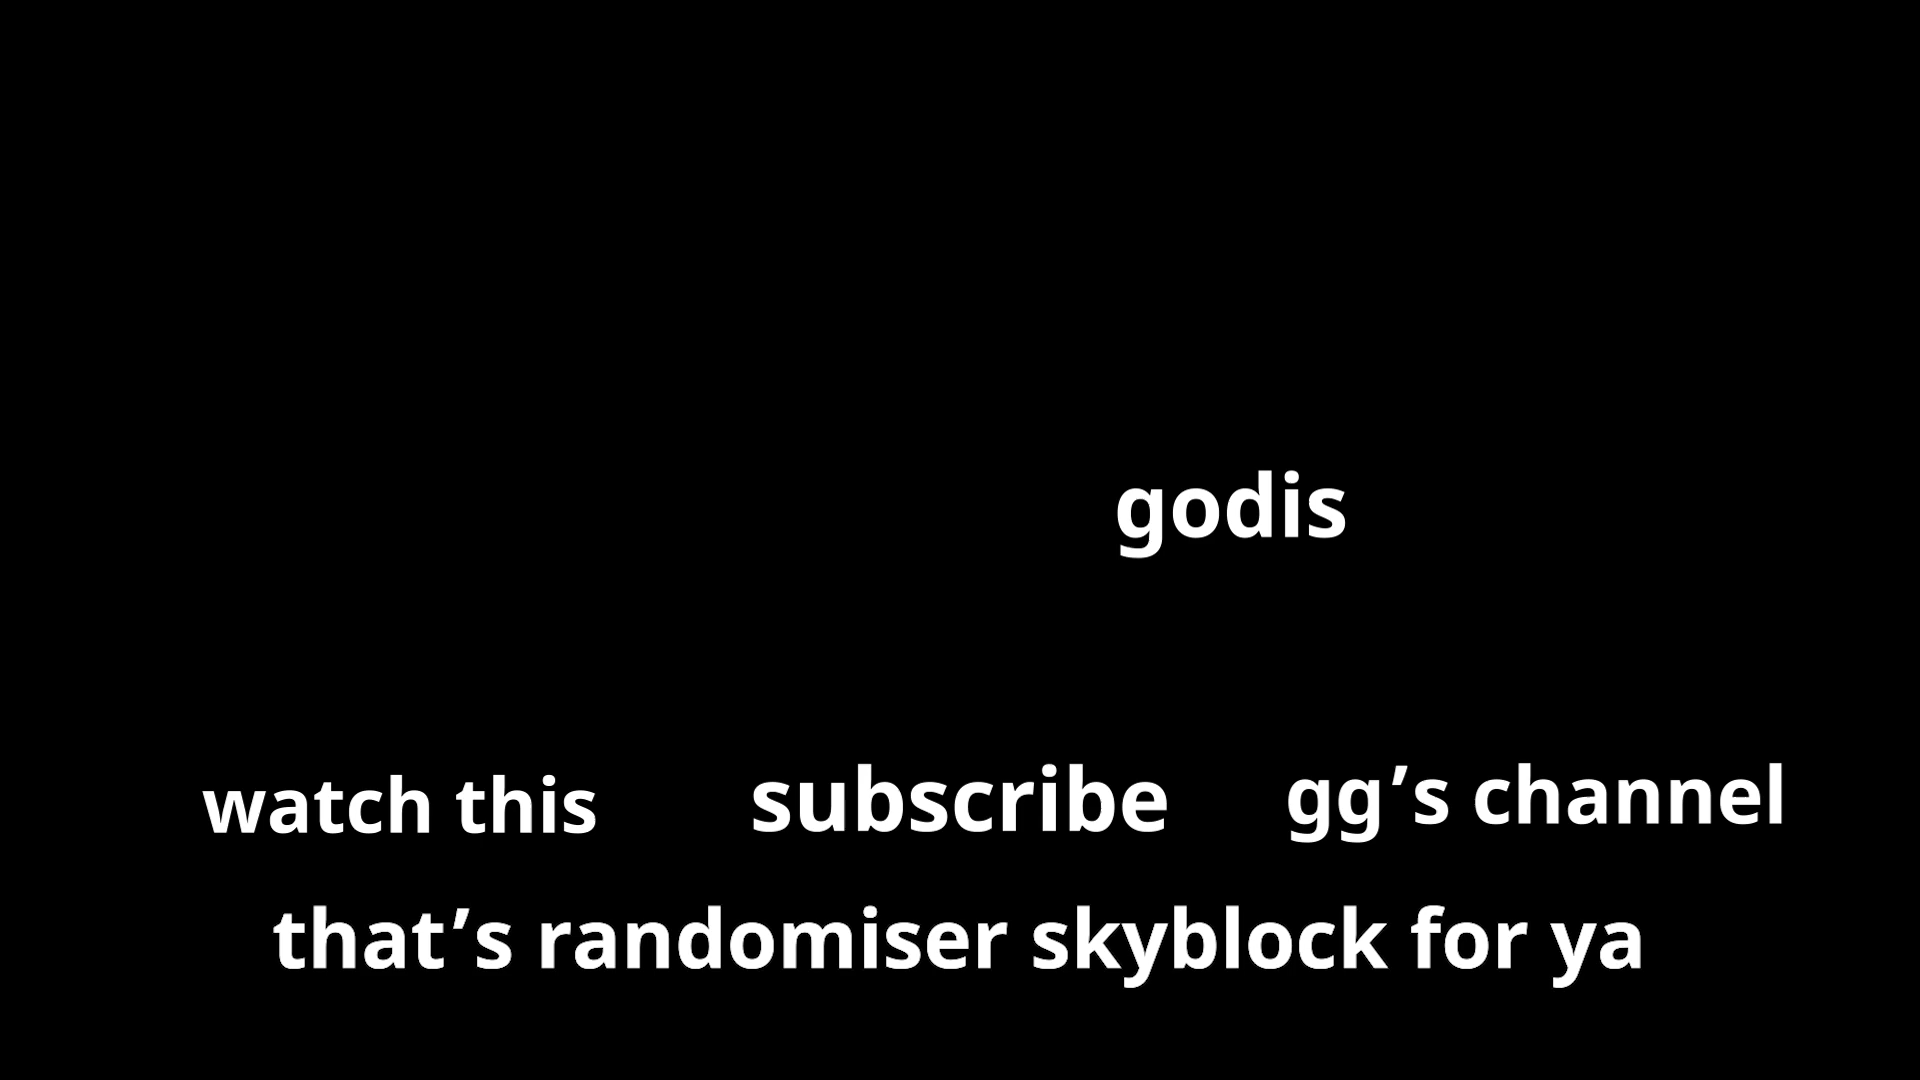 godis
watch this subscribe gg’s channel
that’s randomiser skyblock for ya